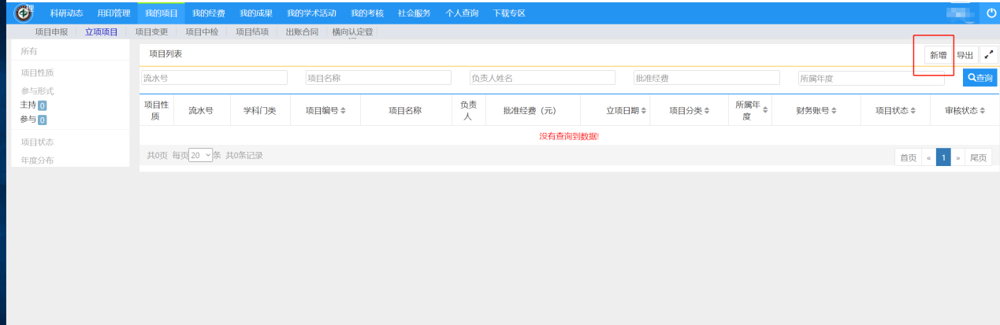 理
科研动态 用印管理 我的项目 我的经费 我的成果 我的学术活动 我的考核 社会服务 个人查询 下载专区
项目申报 立项项目 项目变更 项目中检 项目结项 出账合同 横向认定登
所有
项目性质
参与形式
主持 0
参与 0
项目状态
年度分布
项目列表
新增 导出
流水号 项目名称 负责人姓名 批准经费 所属年度 查询
项目性质 流水号 学科门类 项目编号 项目名称 负责人 批准经费（元） 立项日期 项目分类 所属年度 财务账号 项目状态 审核状态
没有查询到数据!
共0页 每页 20 条 共0条记录
首页 « 1 » 尾页